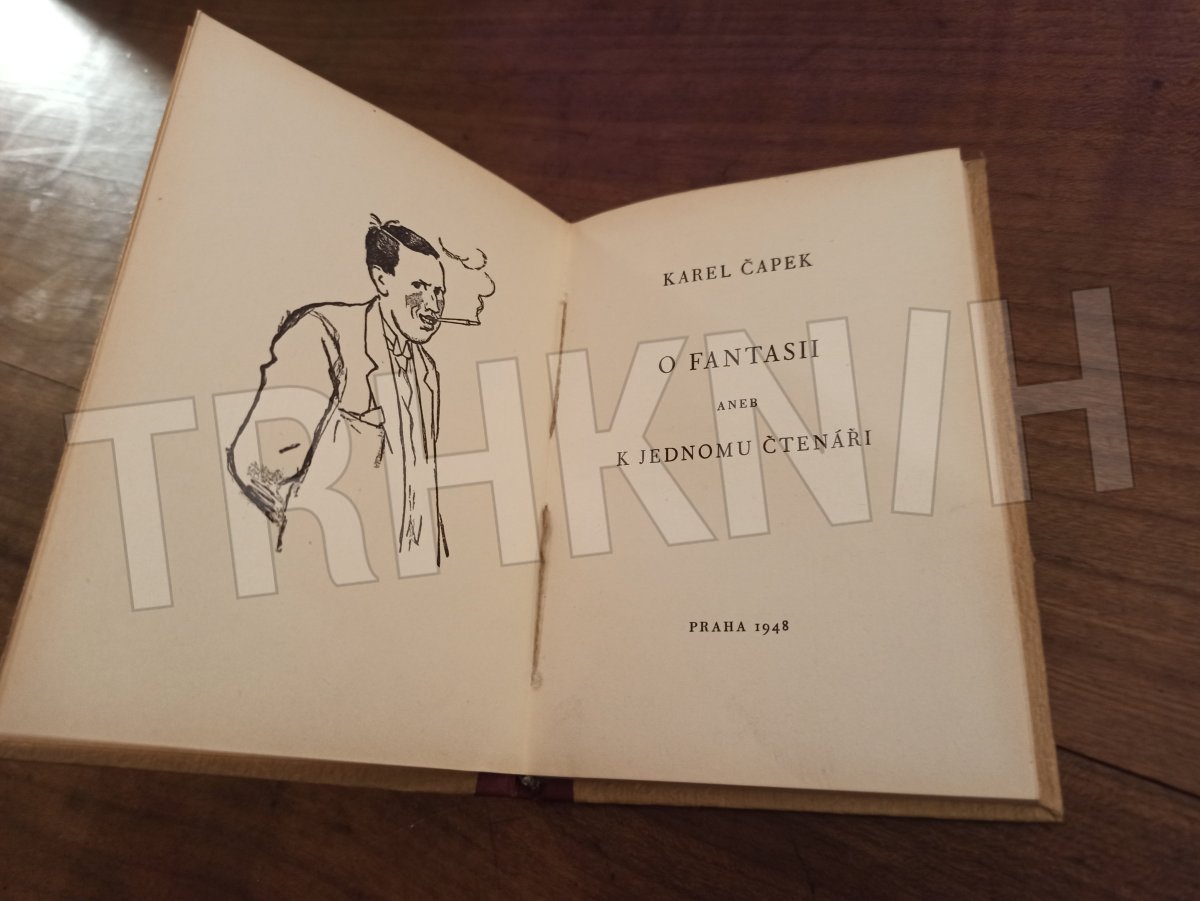 KAREL ČAPEK
O FANTASII
ANEB
K JEDNOMU ČTENÁŘI
PRAHA 1948
TRHKNIH